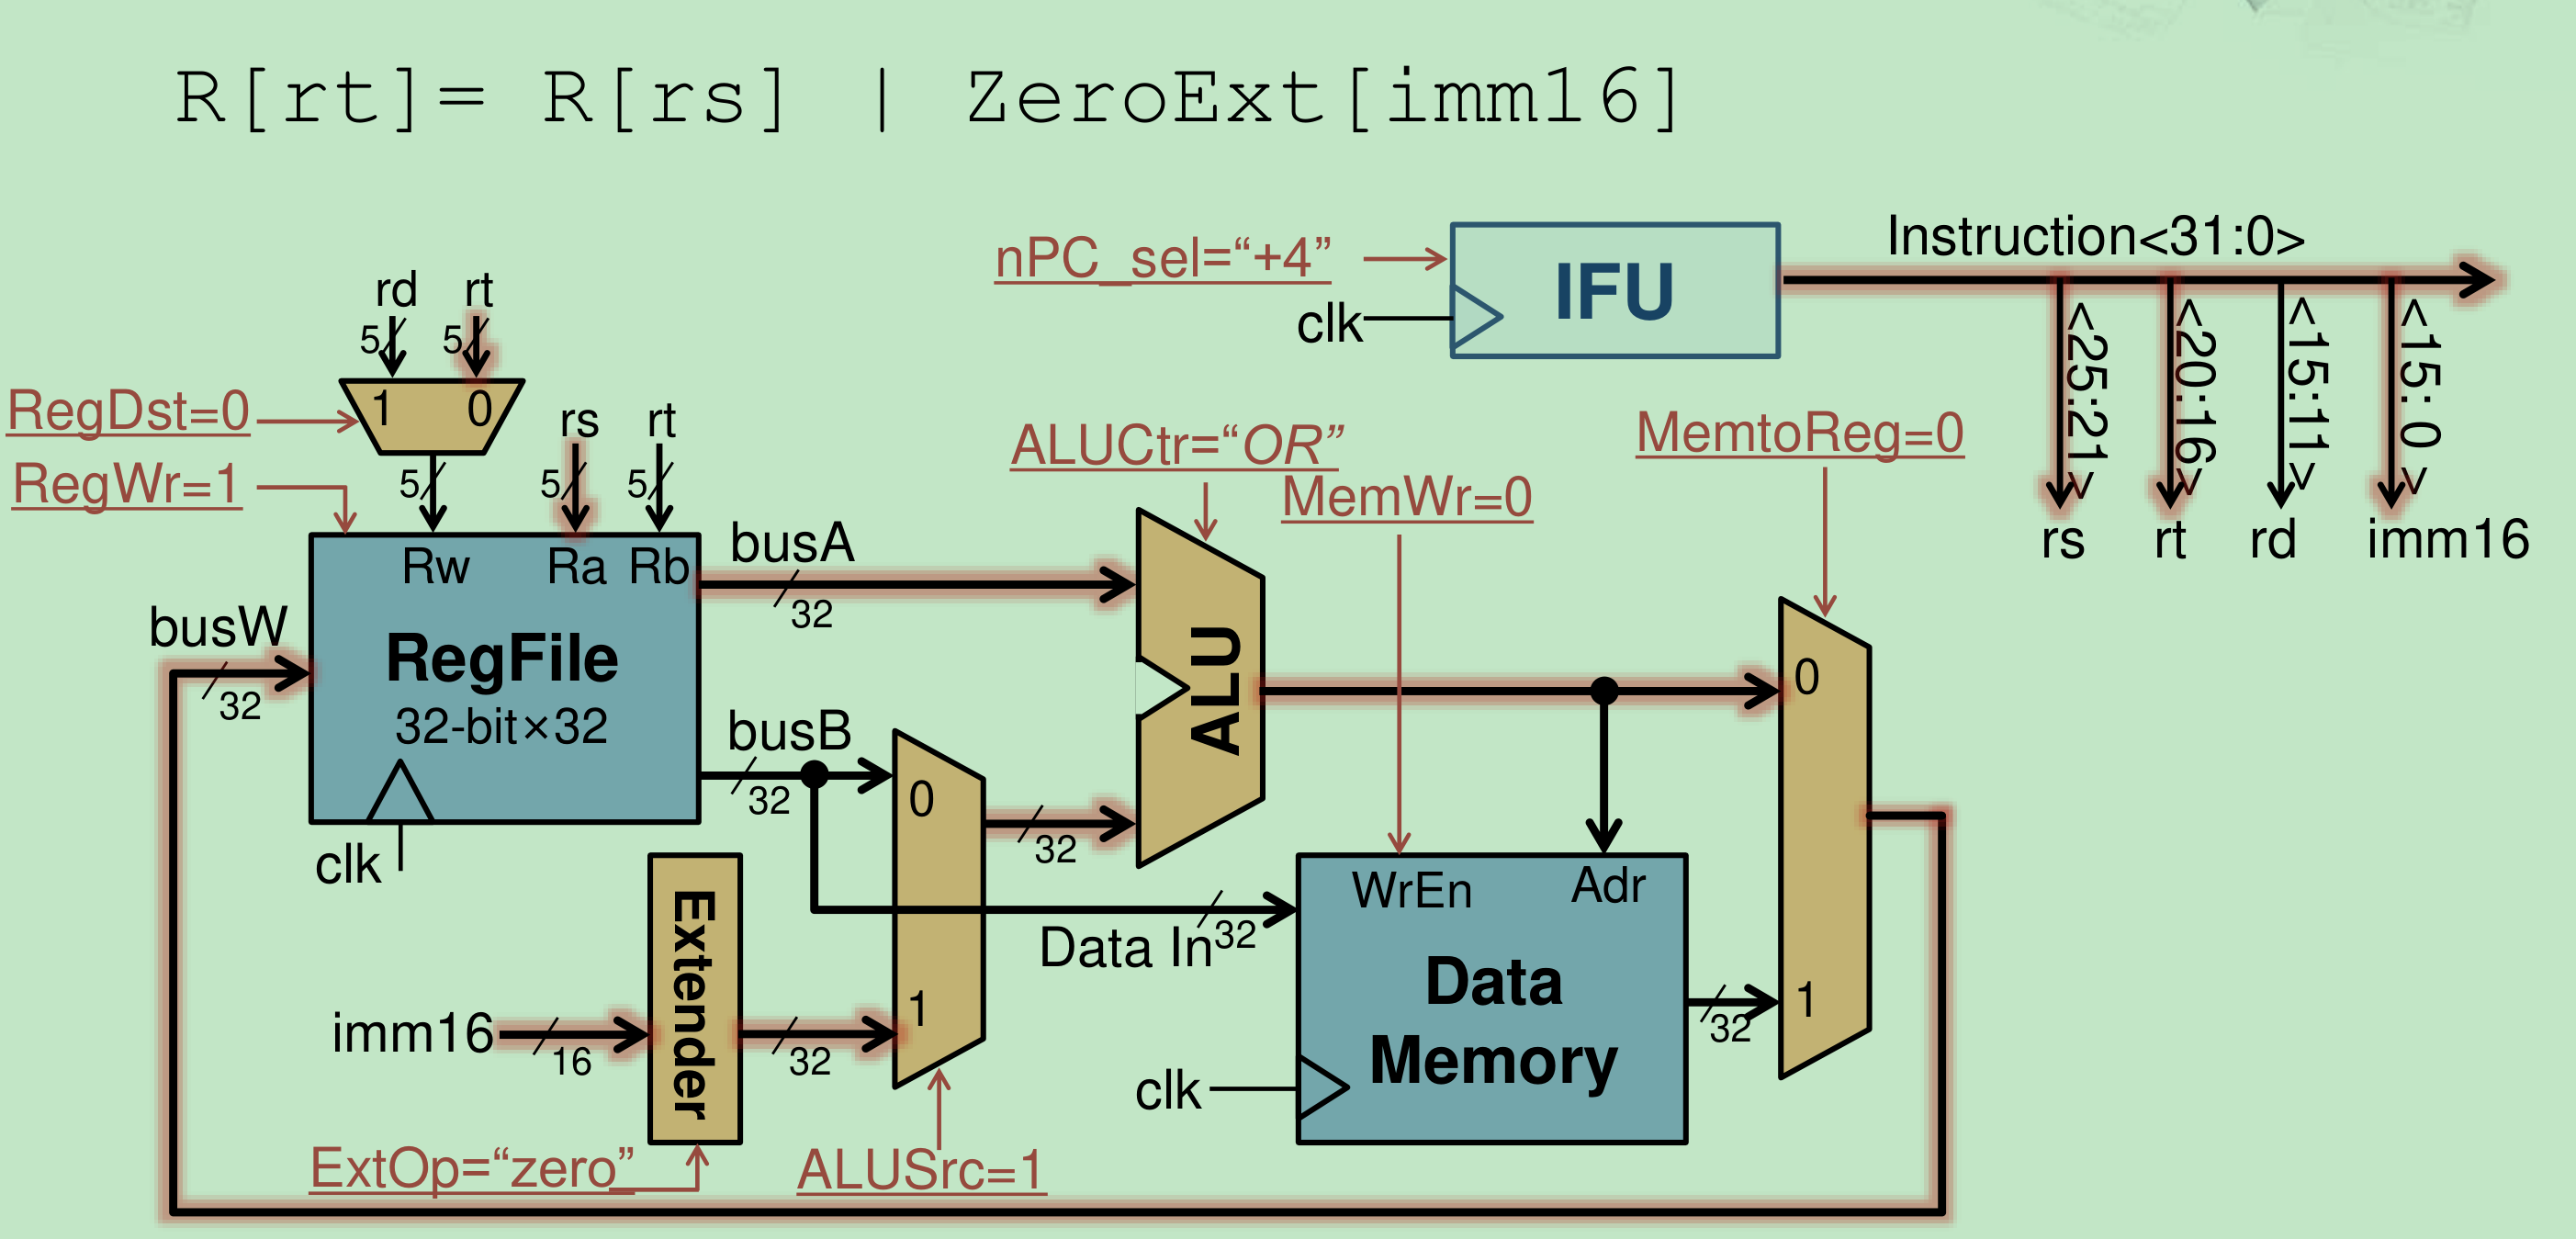 R[rt]= R[rs] | ZeroExt[imm16]
Instruction<31:0>
nPC_sel=“+4”
IFU
clk
<25:21>
<20:16>
<15:11>
<15:0>
rs
rt
rd
imm16
rd
rt
5
5
1
0
RegDst=0
RegWr=1
rs
rt
5
5
5
Rw
Ra
Rb
busW
32
RegFile
32-bit×32
clk
busA
32
busB
32
ALUCtr=“OR”
MemWr=0
MemtoReg=0
ALU
0
1
32
Data In
32
imm16
16
Extender
32
ExtOp=“zero”
ALUSrc=1
WrEn
Adr
Data
Memory
clk
32
0
1